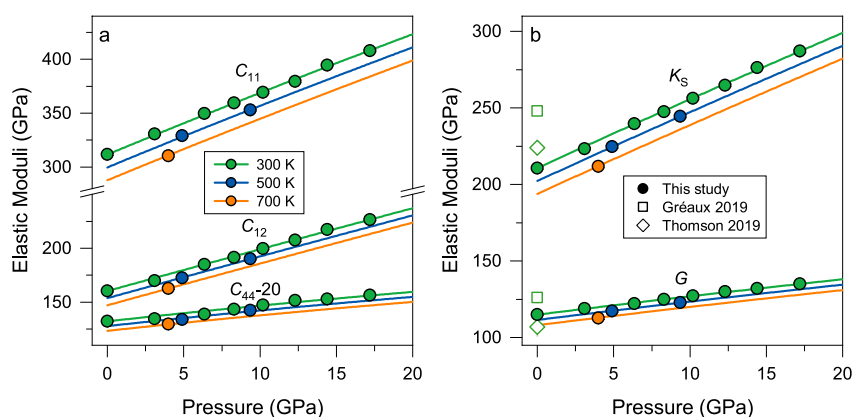 a
C11
C12
C44-20
300 K
500 K
700 K
Elastic Moduli (GPa)
400
350
300
200
150
0
5
10
15
20
Pressure (GPa)
b
KS
G
This study
Gréaux 2019
Thomson 2019
Elastic Moduli (GPa)
300
250
200
150
100
0
5
10
15
20
Pressure (GPa)